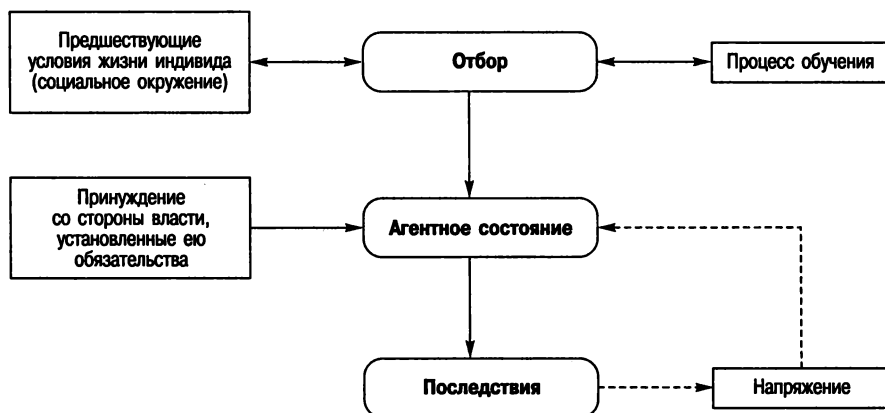 Предшествующие
условия жизни индивида
(социальное окружение)
Отбор
Процесс обучения
Принуждение
со стороны власти,
установленные ею
обязательства
Агентное состояние
Последствия
Напряжение